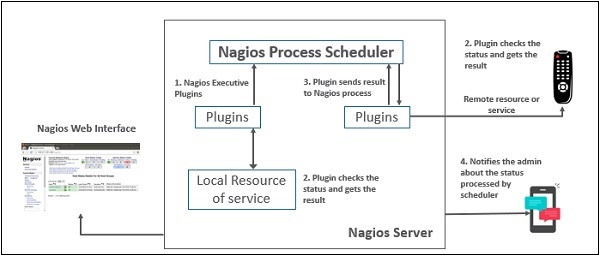 Nagios Process Scheduler
1. Nagios Executive
Plugins
3. Plugin sends result
to Nagios process
Plugins
Plugins
Local Resource
of service
2. Plugin checks the
status and gets the
result
Nagios Server
Nagios Web Interface
Nagios
2. Plugin checks the
status and gets the
result
Remote resource or
service
4. Notifies the admin
about the status
processed by
scheduler